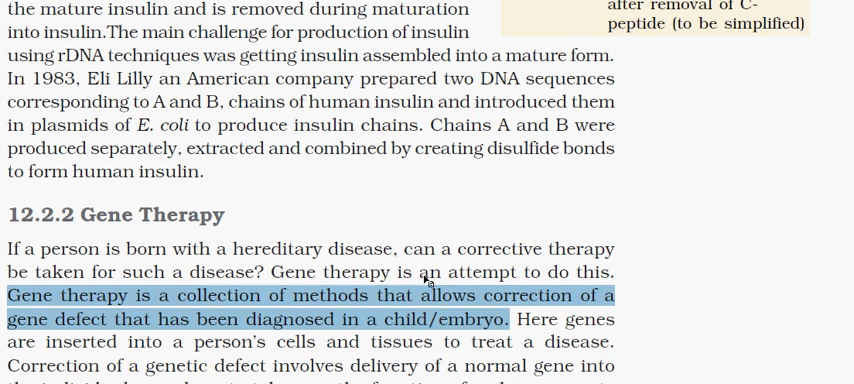 the mature insulin and is removed during maturation
into insulin.The main challenge for production of insulin
using rDNA techniques was getting insulin assembled into a mature form.
In 1983, Eli Lilly an American company prepared two DNA sequences
corresponding to A and B, chains of human insulin and introduced them
in plasmids of E. coli to produce insulin chains. Chains A and B were
produced separately, extracted and combined by creating disulfide bonds
to form human insulin.
after removal of C-
peptide (to be simplified)
12.2.2 Gene Therapy
If a person is born with a hereditary disease, can a corrective therapy
be taken for such a disease? Gene therapy is an attempt to do this.
Gene therapy is a collection of methods that allows correction of a
gene defect that has been diagnosed in a child/embryo. Here genes
are inserted into a person's cells and tissues to treat a disease.
Correction of a genetic defect involves delivery of a normal gene into